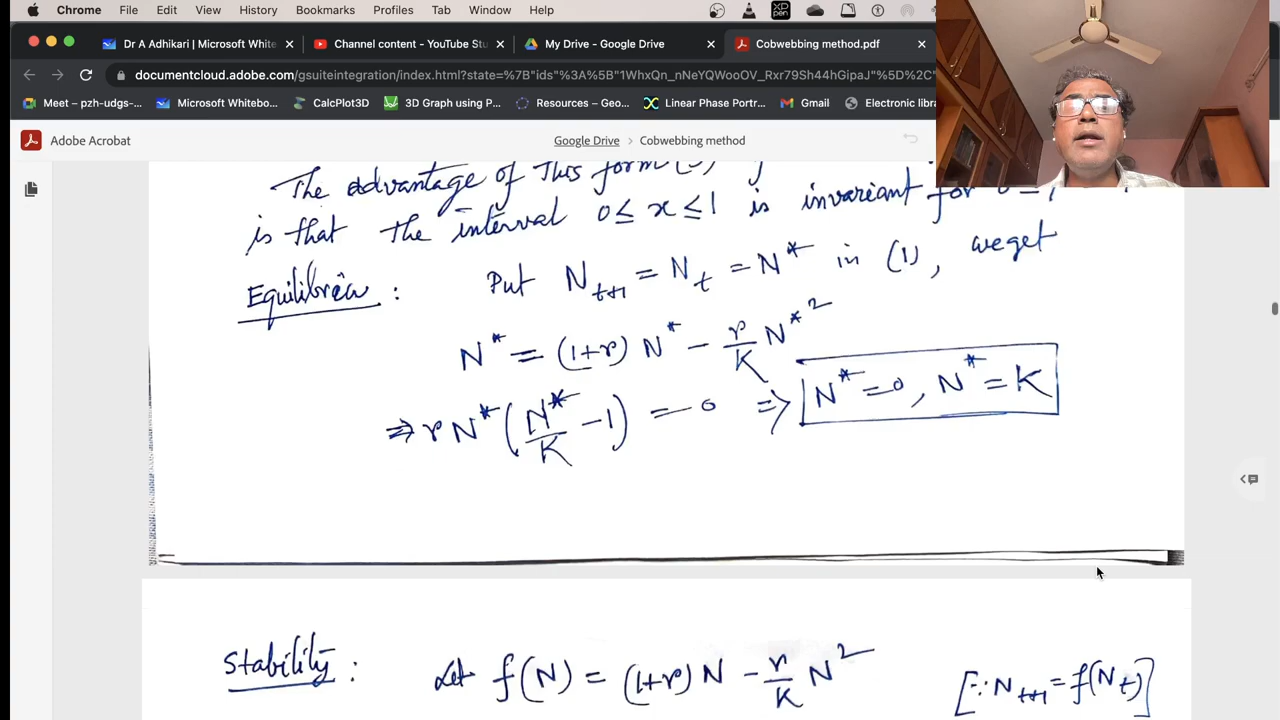 Chrome File Edit View History Bookmarks Profiles Tab Window Help
Dr A Adhikari | Microsoft White Channel content - YouTube Stu My Drive - Google Drive Cobwebbing method.pdf
documentcloud.adobe.com/gsuiteintegration/index.html?state=%7B"ids"%3A%5B"1WhxQn_nNeYQWooOV_Rxr79Sh44hGipaJ"%5D%2C"
Meet – pzh-udgs-... Microsoft Whitebo... CalcPlot3D 3D Graph using P... Resources – Geo... Linear Phase Portr... Gmail Electronic libra
Adobe Acrobat Google Drive > Cobwebbing method
The advantage of this form
is that the interval 0 ≤ x ≤ 1 is invariant for
Equilibria : Put N_{t+1} = N_t = N* in (1), we get
N* = (1+r) N* - r/K N*²
⇒ r N* (N*/K - 1) = 0 ⇒ N* = 0, N* = K
Stability : Let f(N) = (1+r) N - r/K N² [∵ N_{t+1} = f(N_t)]